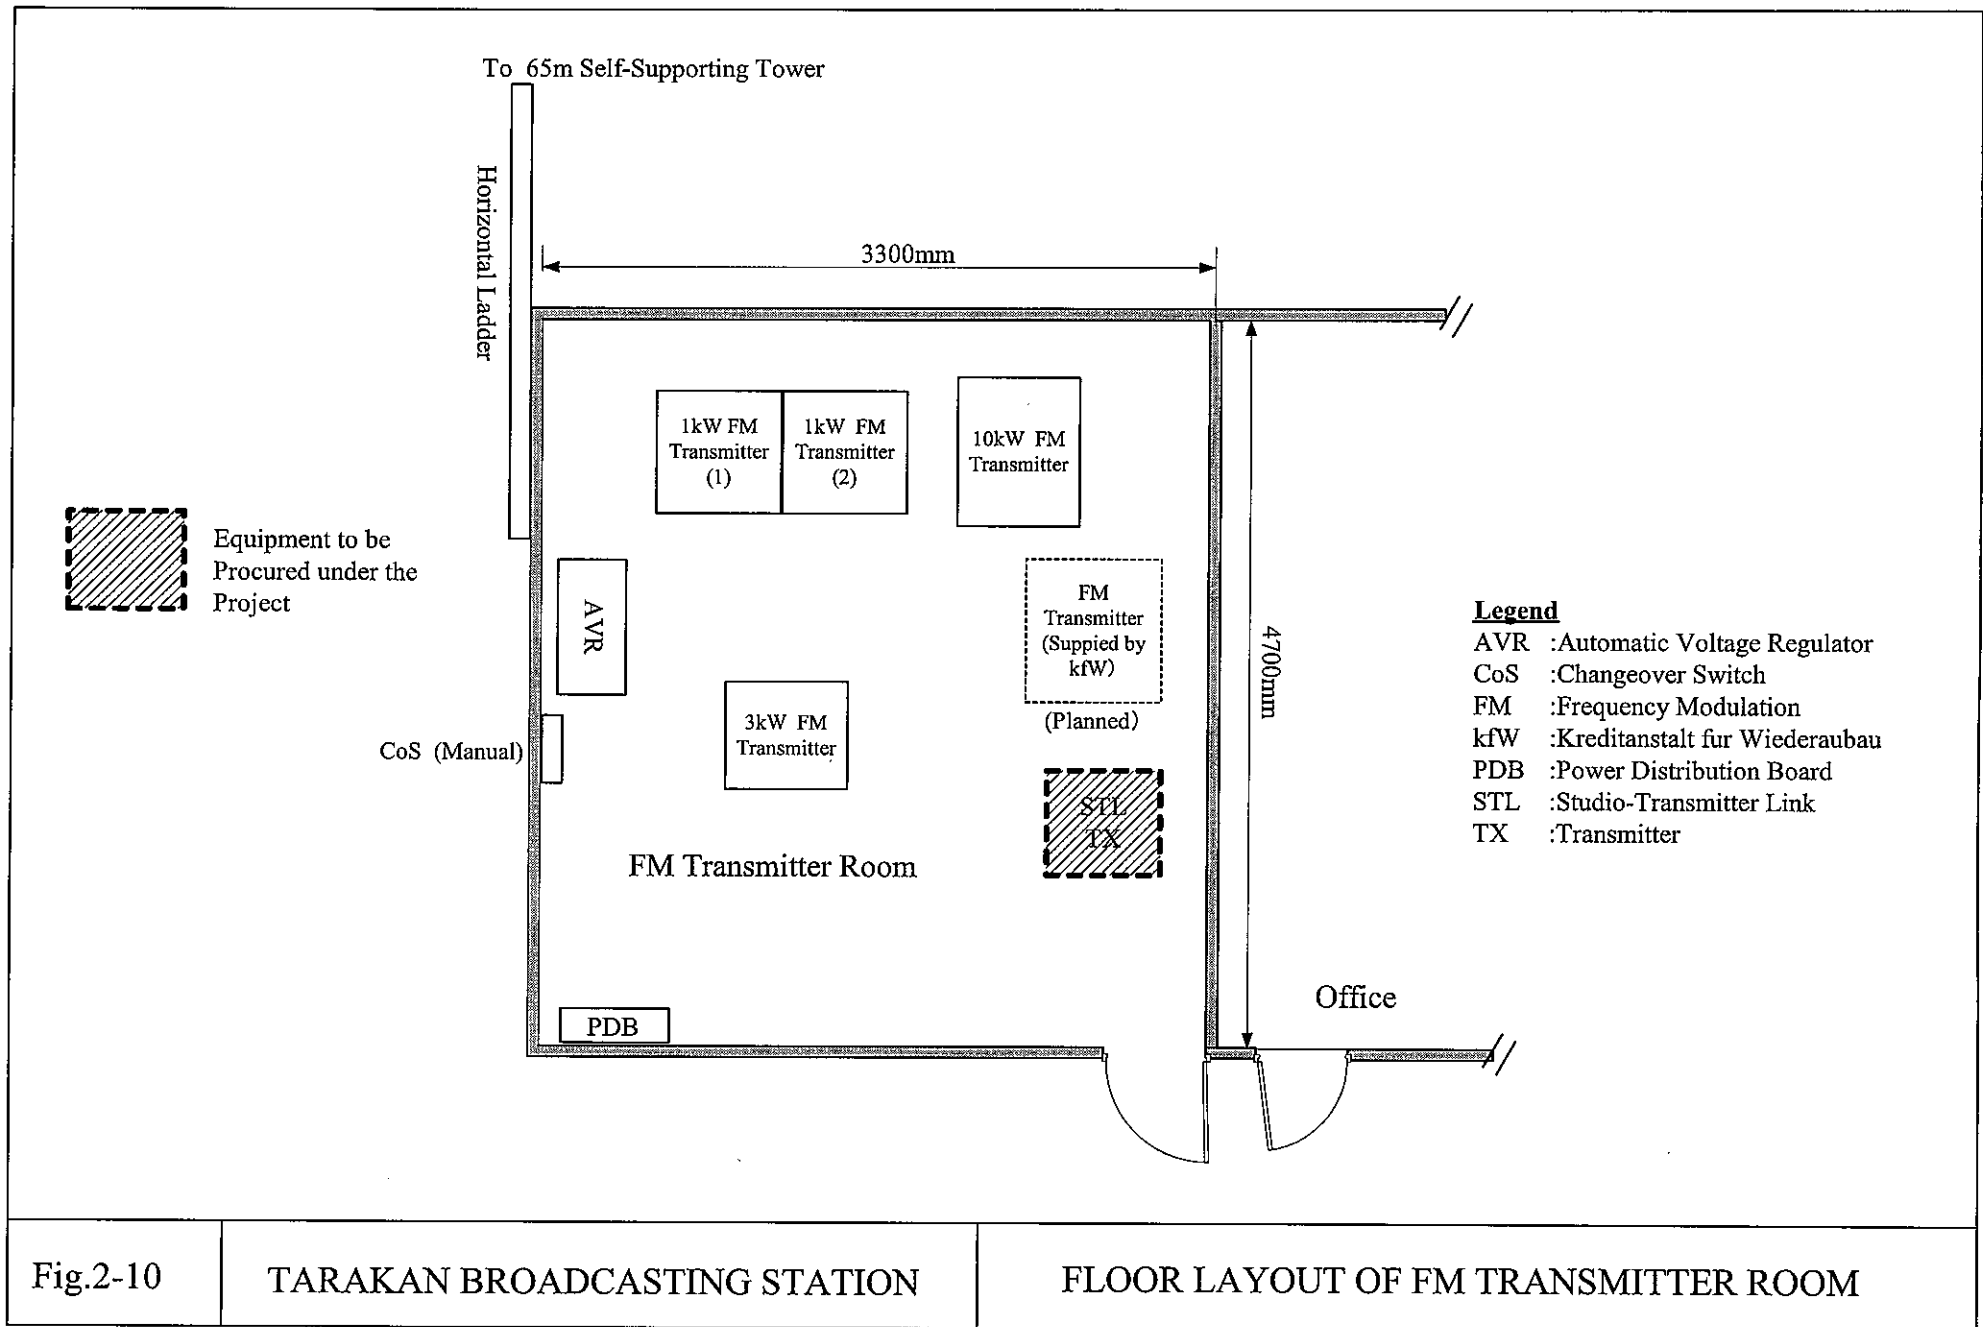 To 65m Self-Supporting Tower
Horizontal Ladder
3300mm
1kW FM
Transmitter
(1)
1kW FM
Transmitter
(2)
10kW FM
Transmitter
Equipment to be
Procured under the
Project
AVR
FM
Transmitter
(Suppied by
kfW)
(Planned)
4700mm
3kW FM
Transmitter
CoS (Manual)
STL
TX
FM Transmitter Room
PDB
Office
Legend
AVR :Automatic Voltage Regulator
CoS :Changeover Switch
FM :Frequency Modulation
kfW :Kreditanstalt fur Wiederaubau
PDB :Power Distribution Board
STL :Studio-Transmitter Link
TX :Transmitter
Fig.2-10
TARAKAN BROADCASTING STATION
FLOOR LAYOUT OF FM TRANSMITTER ROOM